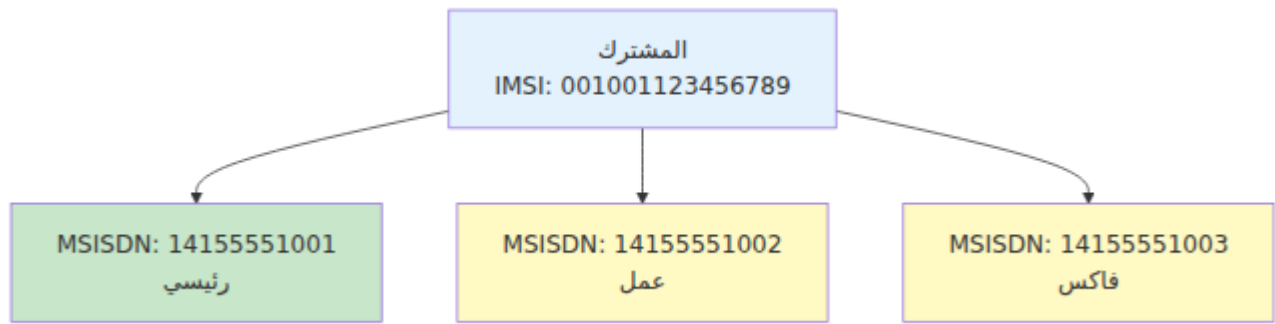 المشترك
IMSI: 001001123456789
MSISDN: 14155551001
رئيسي
MSISDN: 14155551002
عمل
MSISDN: 14155551003
فاكس